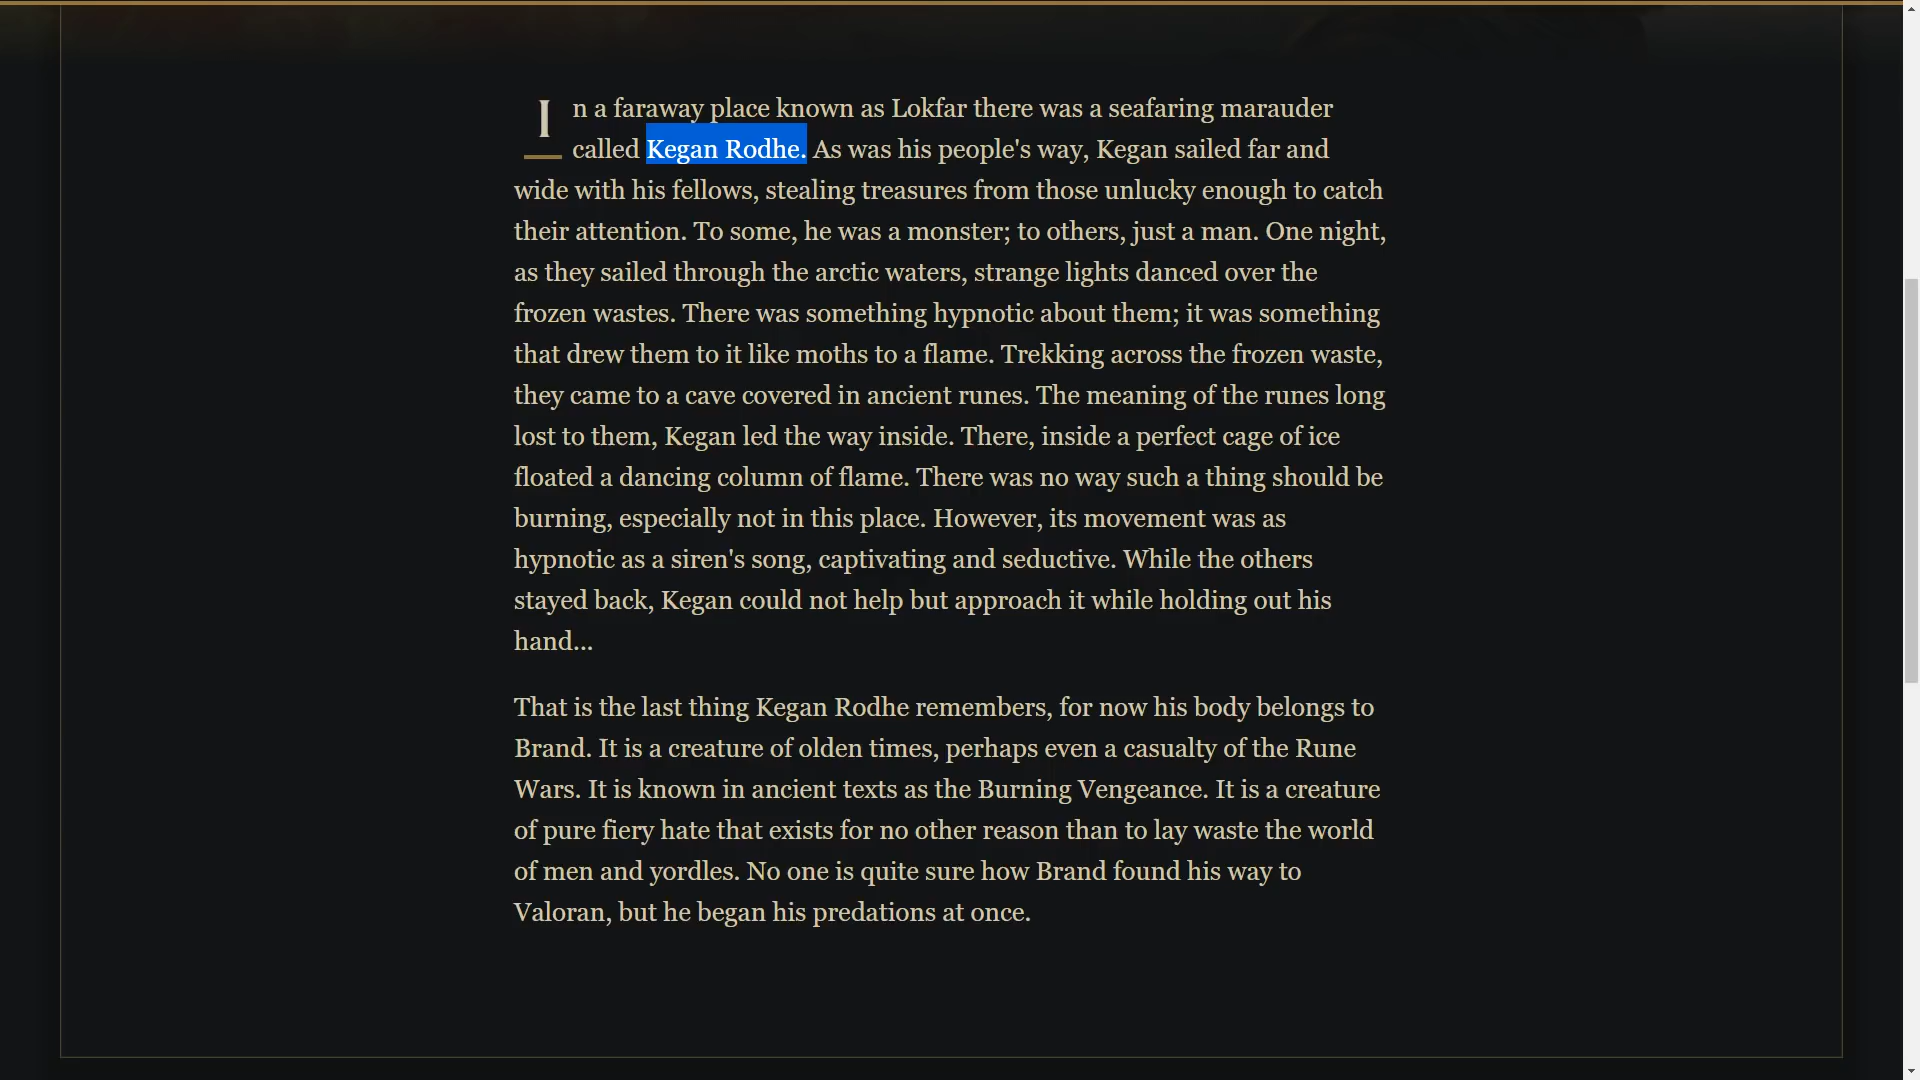 In a faraway place known as Lokfar there was a seafaring marauder
called Kegan Rodhe. As was his people's way, Kegan sailed far and
wide with his fellows, stealing treasures from those unlucky enough to catch
their attention. To some, he was a monster; to others, just a man. One night,
as they sailed through the arctic waters, strange lights danced over the
frozen wastes. There was something hypnotic about them; it was something
that drew them to it like moths to a flame. Trekking across the frozen waste,
they came to a cave covered in ancient runes. The meaning of the runes long
lost to them, Kegan led the way inside. There, inside a perfect cage of ice
floated a dancing column of flame. There was no way such a thing should be
burning, especially not in this place. However, its movement was as
hypnotic as a siren's song, captivating and seductive. While the others
stayed back, Kegan could not help but approach it while holding out his
hand...
That is the last thing Kegan Rodhe remembers, for now his body belongs to
Brand. It is a creature of olden times, perhaps even a casualty of the Rune
Wars. It is known in ancient texts as the Burning Vengeance. It is a creature
of pure fiery hate that exists for no other reason than to lay waste the world
of men and yordles. No one is quite sure how Brand found his way to
Valoran, but he began his predations at once.